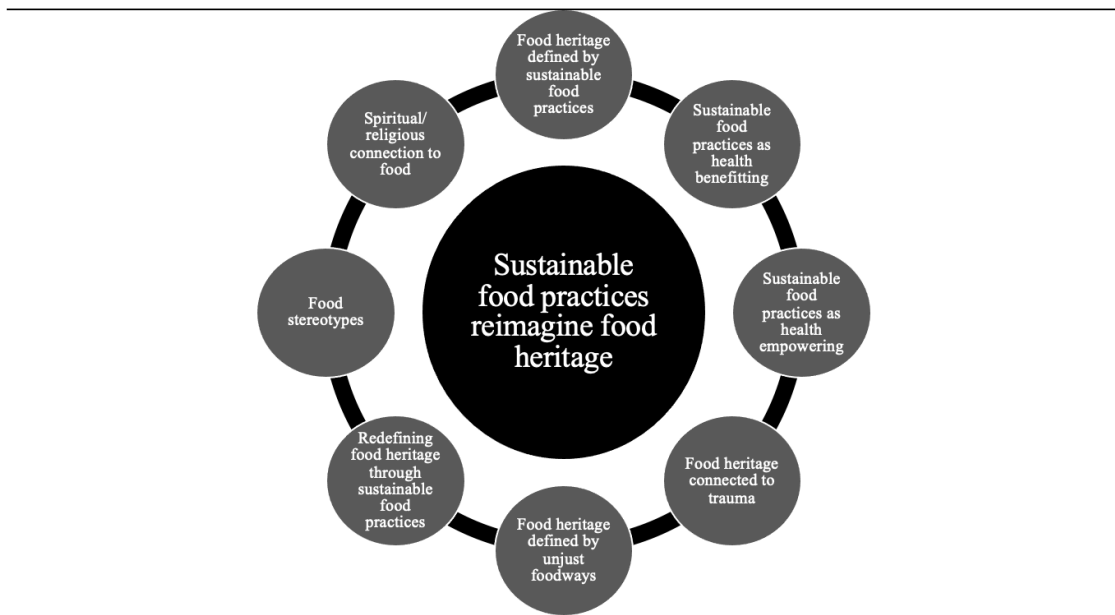 Food heritage
defined by
sustainable
food
practices
Sustainable
food
practices as
health
benefitting
Sustainable
food
practices as
health
empowering
Food heritage
connected to
trauma
Food heritage
defined by
unjust
foodways
Redefining
food heritage
through
sustainable
food
practices
Food
stereotypes
Spiritual/
religious
connection to
food
Sustainable
food practices
reimagine food
heritage